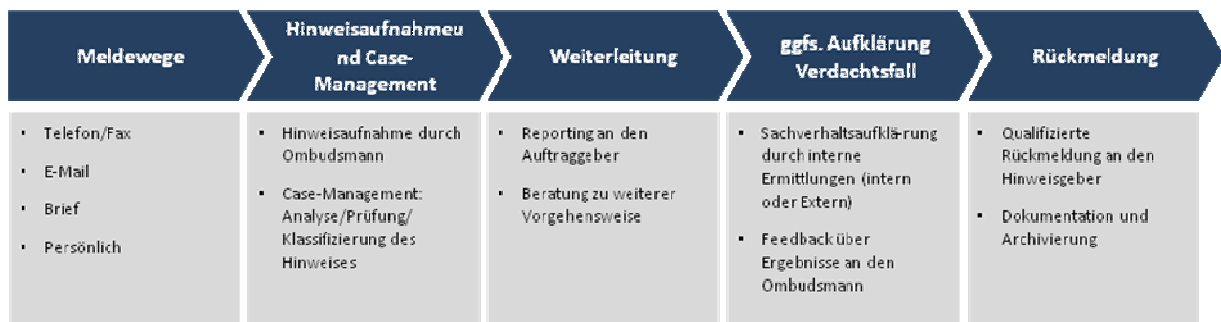 Meldewege
Hinweisaufnahmeu
nd Case-
Management
Weiterleitung
ggfs. Aufklärung
Verdachtsfall
Rückmeldung
▪ Telefon/Fax
▪ E-Mail
▪ Brief
▪ Persönlich
▪ Hinweisaufnahme durch
Ombudsmann
▪ Case-Management:
Analyse/Prüfung/
Klassifizierung des
Hinweises
▪ Reporting an den
Auftraggeber
▪ Beratung zu weiterer
Vorgehensweise
▪ Sachverhaltsaufklä-rung
durch interne
Ermittlungen (intern
oder Extern)
▪ Feedback über
Ergebnisse an den
Ombudsmann
▪ Qualifizierte
Rückmeldung an den
Hinweisgeber
▪ Dokumentation und
Archivierung